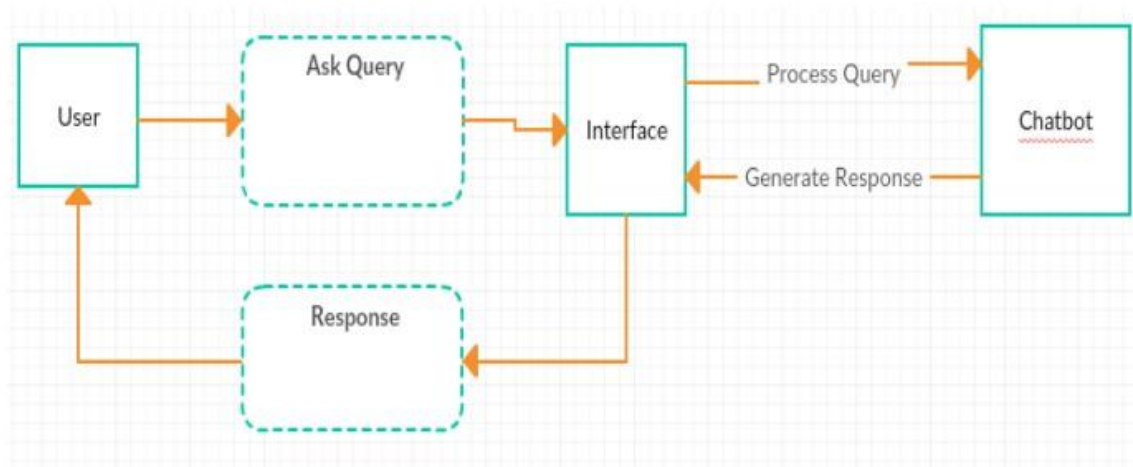 Ask Query
User
Interface
Process Query
Chatbot
Generate Response
Response